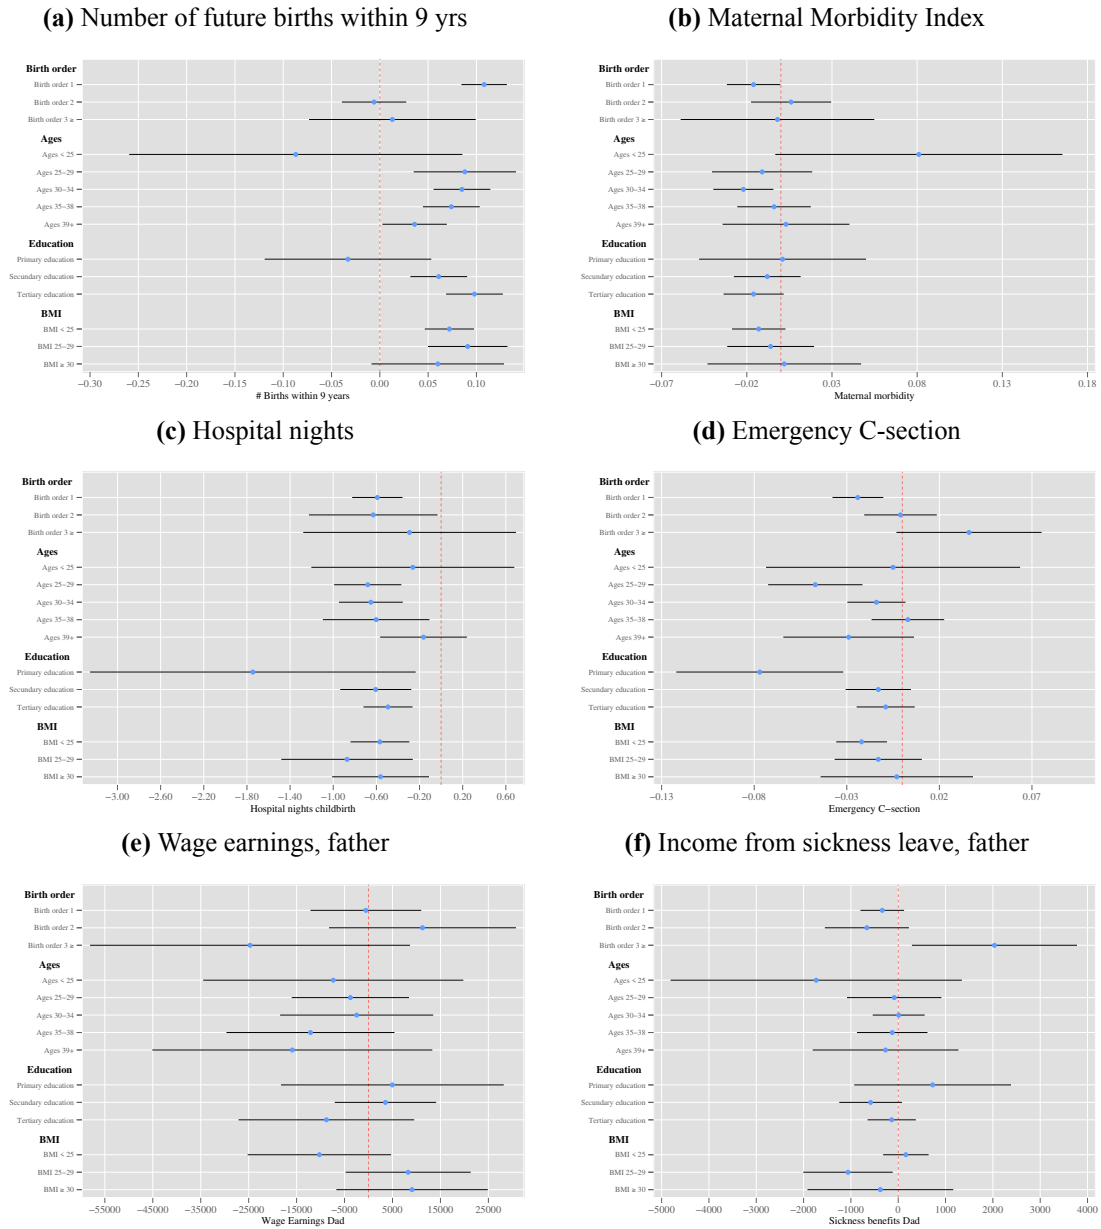 (a) Number of future births within 9 yrs
Birth order
Birth order 1
Birth order 2
Birth order 3 ≥
Ages
Ages < 25
Ages 25−29
Ages 30−34
Ages 35−38
Ages 39+
Education
Primary education
Secundary education
Tertiary education
BMI
BMI < 25
BMI 25−29
BMI ≥ 30
−0.30 −0.25 −0.20 −0.15 −0.10 −0.05 0.00 0.05 0.10
# Births within 9 years
(b) Maternal Morbidity Index
Birth order
Birth order 1
Birth order 2
Birth order 3 ≥
Ages
Ages < 25
Ages 25−29
Ages 30−34
Ages 35−38
Ages 39+
Education
Primary education
Secundary education
Tertiary education
BMI
BMI < 25
BMI 25−29
BMI ≥ 30
−0.07 −0.02 0.03 0.08 0.13 0.18
Maternal morbidity
(c) Hospital nights
Birth order
Birth order 1
Birth order 2
Birth order 3 ≥
Ages
Ages < 25
Ages 25−29
Ages 30−34
Ages 35−38
Ages 39+
Education
Primary education
Secundary education
Tertiary education
BMI
BMI < 25
BMI 25−29
BMI ≥ 30
−3.00 −2.60 −2.20 −1.80 −1.40 −1.00 −0.60 −0.20 0.20 0.60
Hospital nights childbirth
(d) Emergency C-section
Birth order
Birth order 1
Birth order 2
Birth order 3 ≥
Ages
Ages < 25
Ages 25−29
Ages 30−34
Ages 35−38
Ages 39+
Education
Primary education
Secundary education
Tertiary education
BMI
BMI < 25
BMI 25−29
BMI ≥ 30
−0.13 −0.08 −0.03 0.02 0.07
Emergency C−section
(e) Wage earnings, father
Birth order
Birth order 1
Birth order 2
Birth order 3 ≥
Ages
Ages < 25
Ages 25−29
Ages 30−34
Ages 35−38
Ages 39+
Education
Primary education
Secundary education
Tertiary education
BMI
BMI < 25
BMI 25−29
BMI ≥ 30
−55000 −45000 −35000 −25000 −15000 −5000 5000 15000 25000
Wage Earnings Dad
(f) Income from sickness leave, father
Birth order
Birth order 1
Birth order 2
Birth order 3 ≥
Ages
Ages < 25
Ages 25−29
Ages 30−34
Ages 35−38
Ages 39+
Education
Primary education
Secundary education
Tertiary education
BMI
BMI < 25
BMI 25−29
BMI ≥ 30
−5000 −4000 −3000 −2000 −1000 0 1000 2000 3000 4000
Sickness benefits Dad